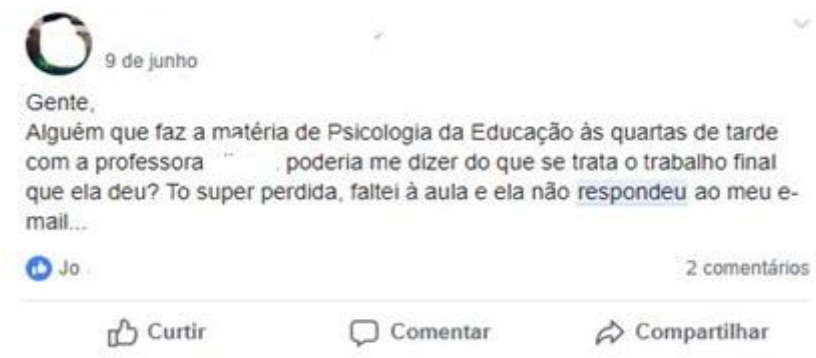 9 de junho
Gente,
Alguém que faz a matéria de Psicologia da Educação às quartas de tarde
com a professora poderia me dizer do que se trata o trabalho final
que ela deu? To super perdida, faltei à aula e ela não respondeu ao meu e-
mail...
Jo
2 comentários
Curtir
Comentar
Compartilhar